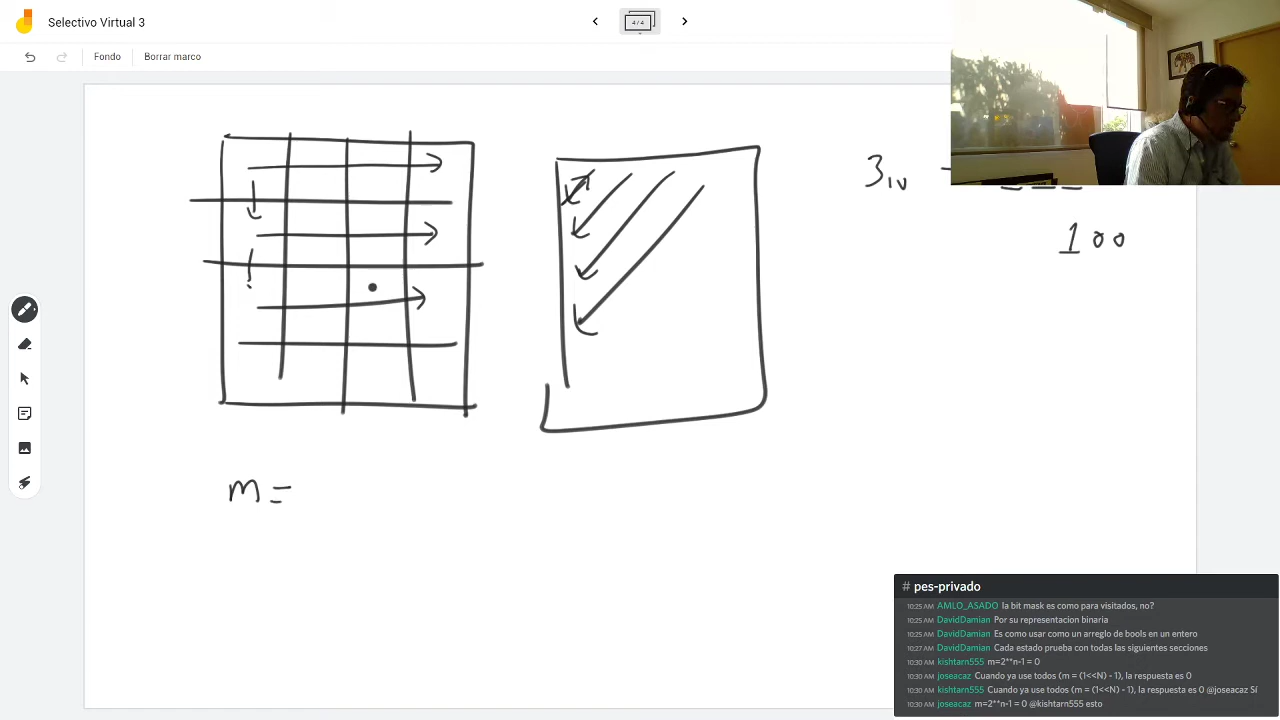 Selectivo Virtual 3
4 / 4
Fondo
Borrar marco
3₁₀
100
m=
# pes-privado
10:25 AM AMLO_ASADO la bit mask es como para visitados, no?
10:25 AM DavidDamian Por su representacion binaria
10:25 AM DavidDamian Es como usar como un arreglo de bools en un entero
10:27 AM DavidDamian Cada estado prueba con todas las siguientes secciones
10:30 AM kishtarn555 m=2**n-1 = 0
10:30 AM joseacaz Cuando ya use todos (m = (1<<N) - 1), la respuesta es 0
10:30 AM kishtarn555 Cuando ya use todos (m = (1<<N) - 1), la respuesta es 0 @joseacaz Sí
10:30 AM joseacaz m=2**n-1 = 0 @kishtarn555 esto